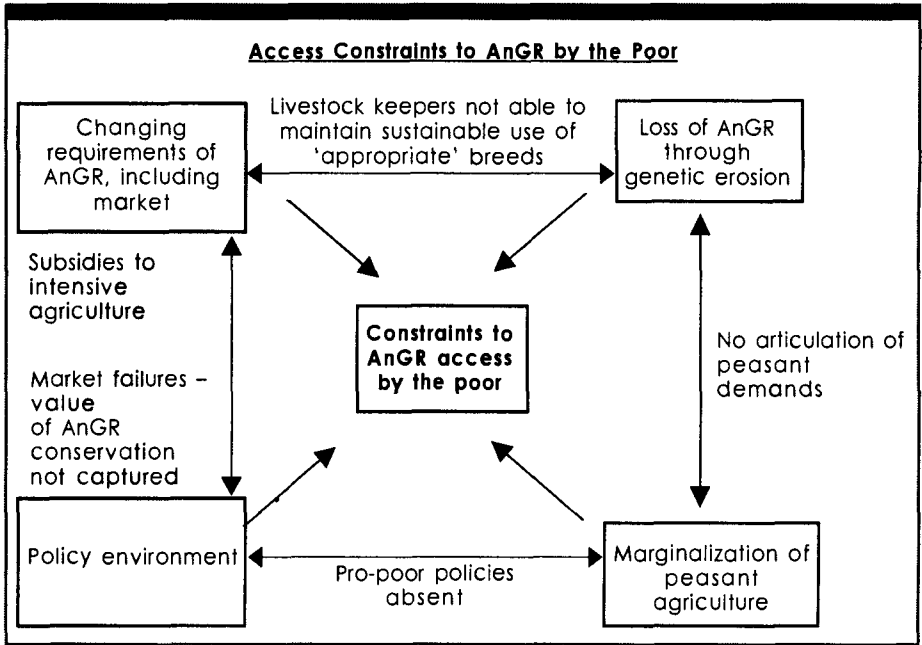 Access Constraints to AnGR by the Poor
Changing
requirements of
AnGR, including
market
Livestock keepers not able to
maintain sustainable use of
'appropriate' breeds
Loss of AnGR
through
genetic erosion
Subsidies to
intensive
agriculture
Market failures –
value
of AnGR
conservation
not captured
Constraints to
AnGR access
by the poor
No articulation of
peasant
demands
Policy environment
Pro-poor policies
absent
Marginalization of
peasant
agriculture